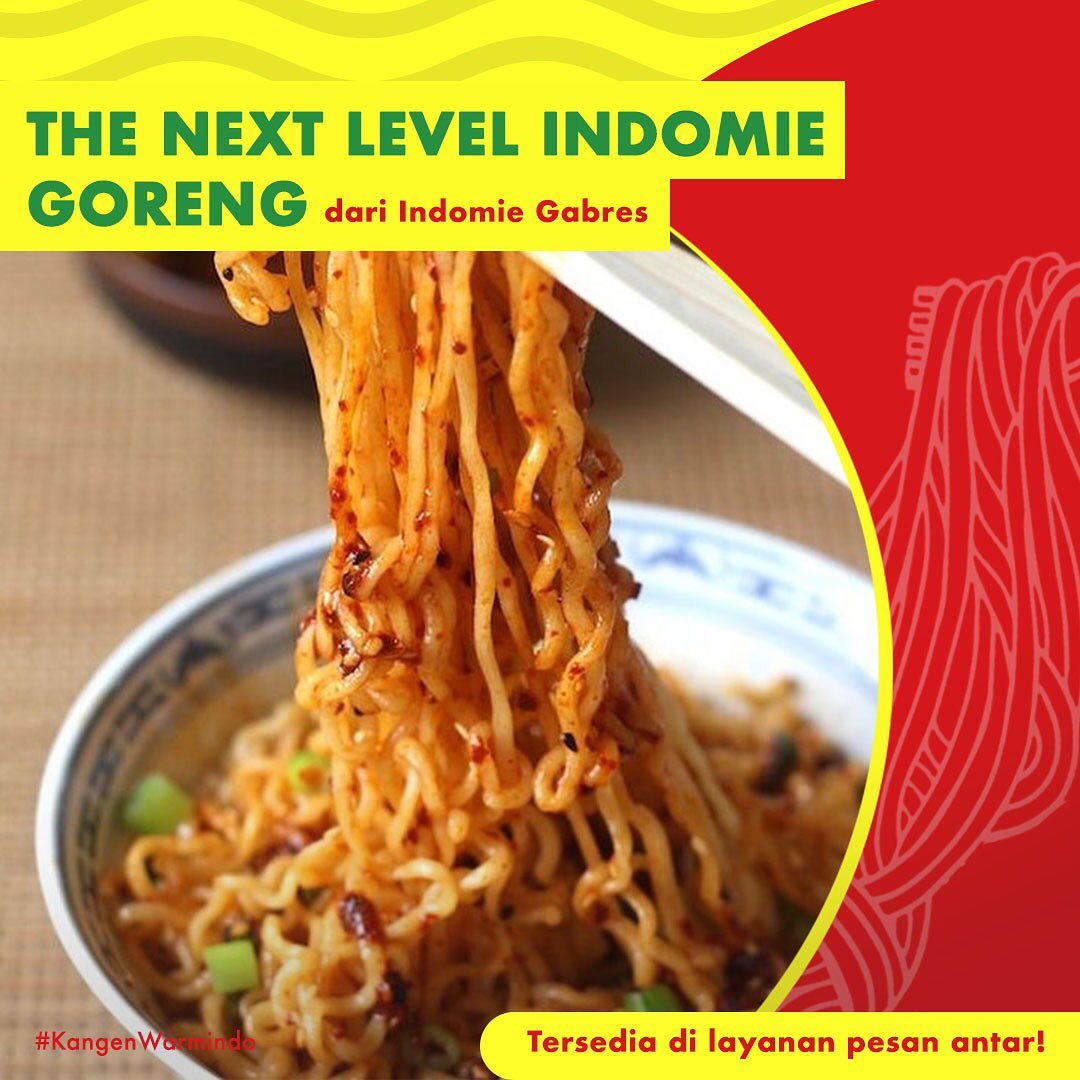 THE NEXT LEVEL INDOMIE
GORENG dari Indomie Gabres
#KangenWarmindo
Tersedia di layanan pesan antar!